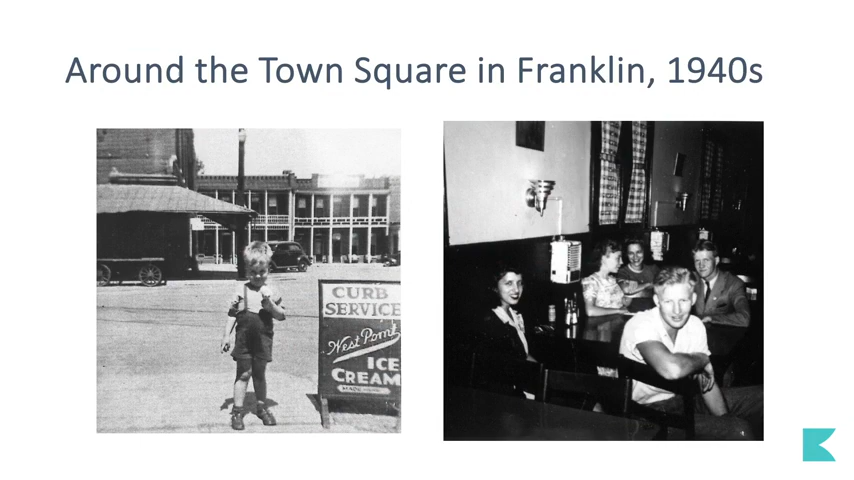 Around the Town Square in Franklin, 1940s
CURB
SERVICE
West Point
ICE
CREAM